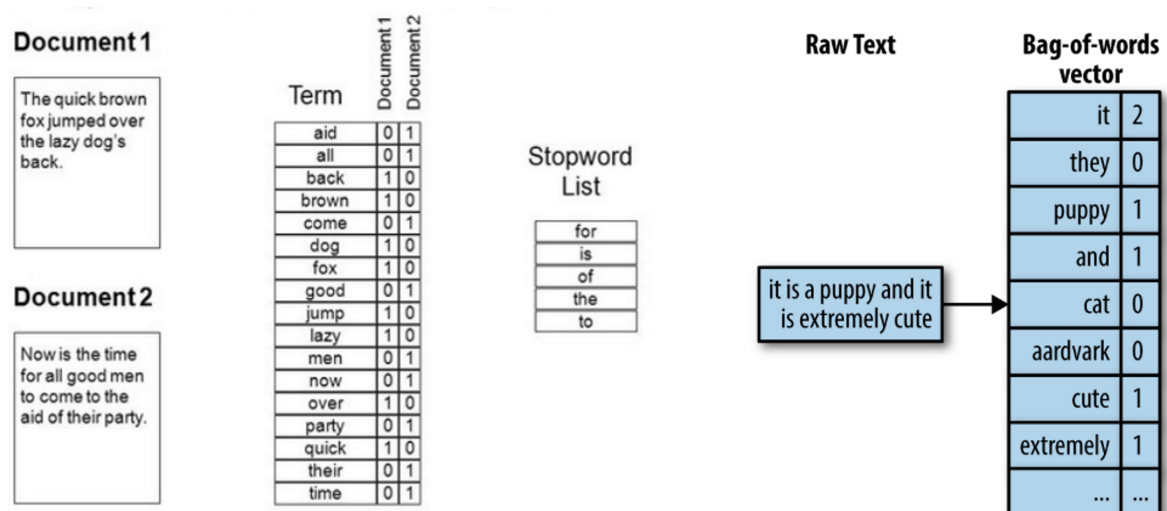 Document 1
The quick brown
fox jumped over
the lazy dog's
back.
Document 2
Now is the time
for all good men
to come to the
aid of their party.
Term Document 1 Document 2
aid 0 1
all 0 1
back 1 0
brown 1 0
come 0 1
dog 1 0
fox 1 0
good 0 1
jump 1 0
lazy 1 0
men 0 1
now 0 1
over 1 0
party 0 1
quick 1 0
their 0 1
time 0 1
Stopword
List
for
is
of
the
to
Raw Text
it is a puppy and it
is extremely cute
Bag-of-words
vector
it 2
they 0
puppy 1
and 1
cat 0
aardvark 0
cute 1
extremely 1
... ...